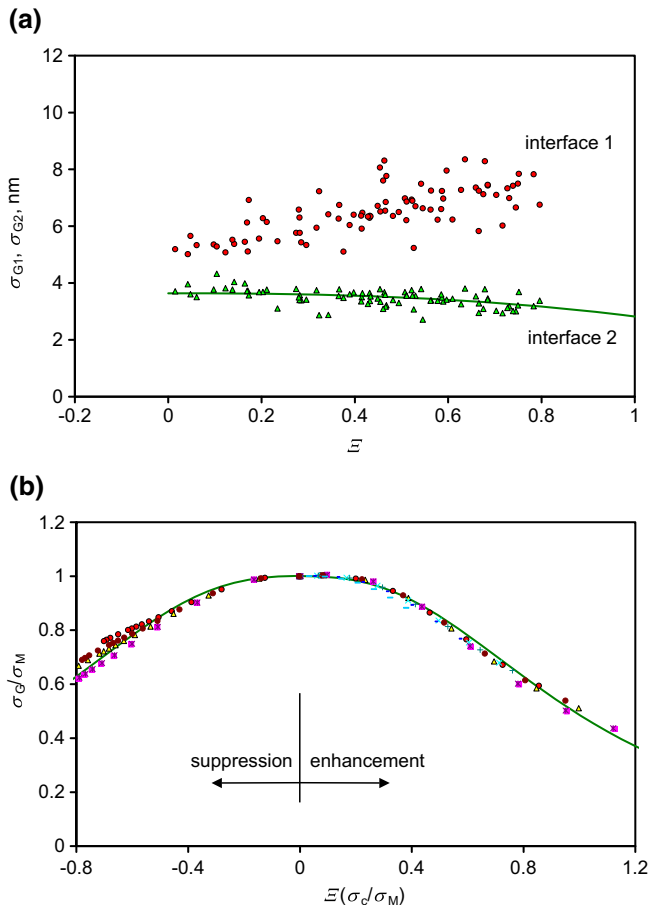 (a)
12
10
8
6
4
2
0
-0.2
0
0.2
0.4
0.6
0.8
1
σG1, σG2, nm
Ξ
interface 1
interface 2
(b)
1.2
1
0.8
0.6
0.4
0.2
0
-0.8
-0.4
0
0.4
0.8
1.2
σG/σM
suppression
enhancement
Ξ(σc/σM)